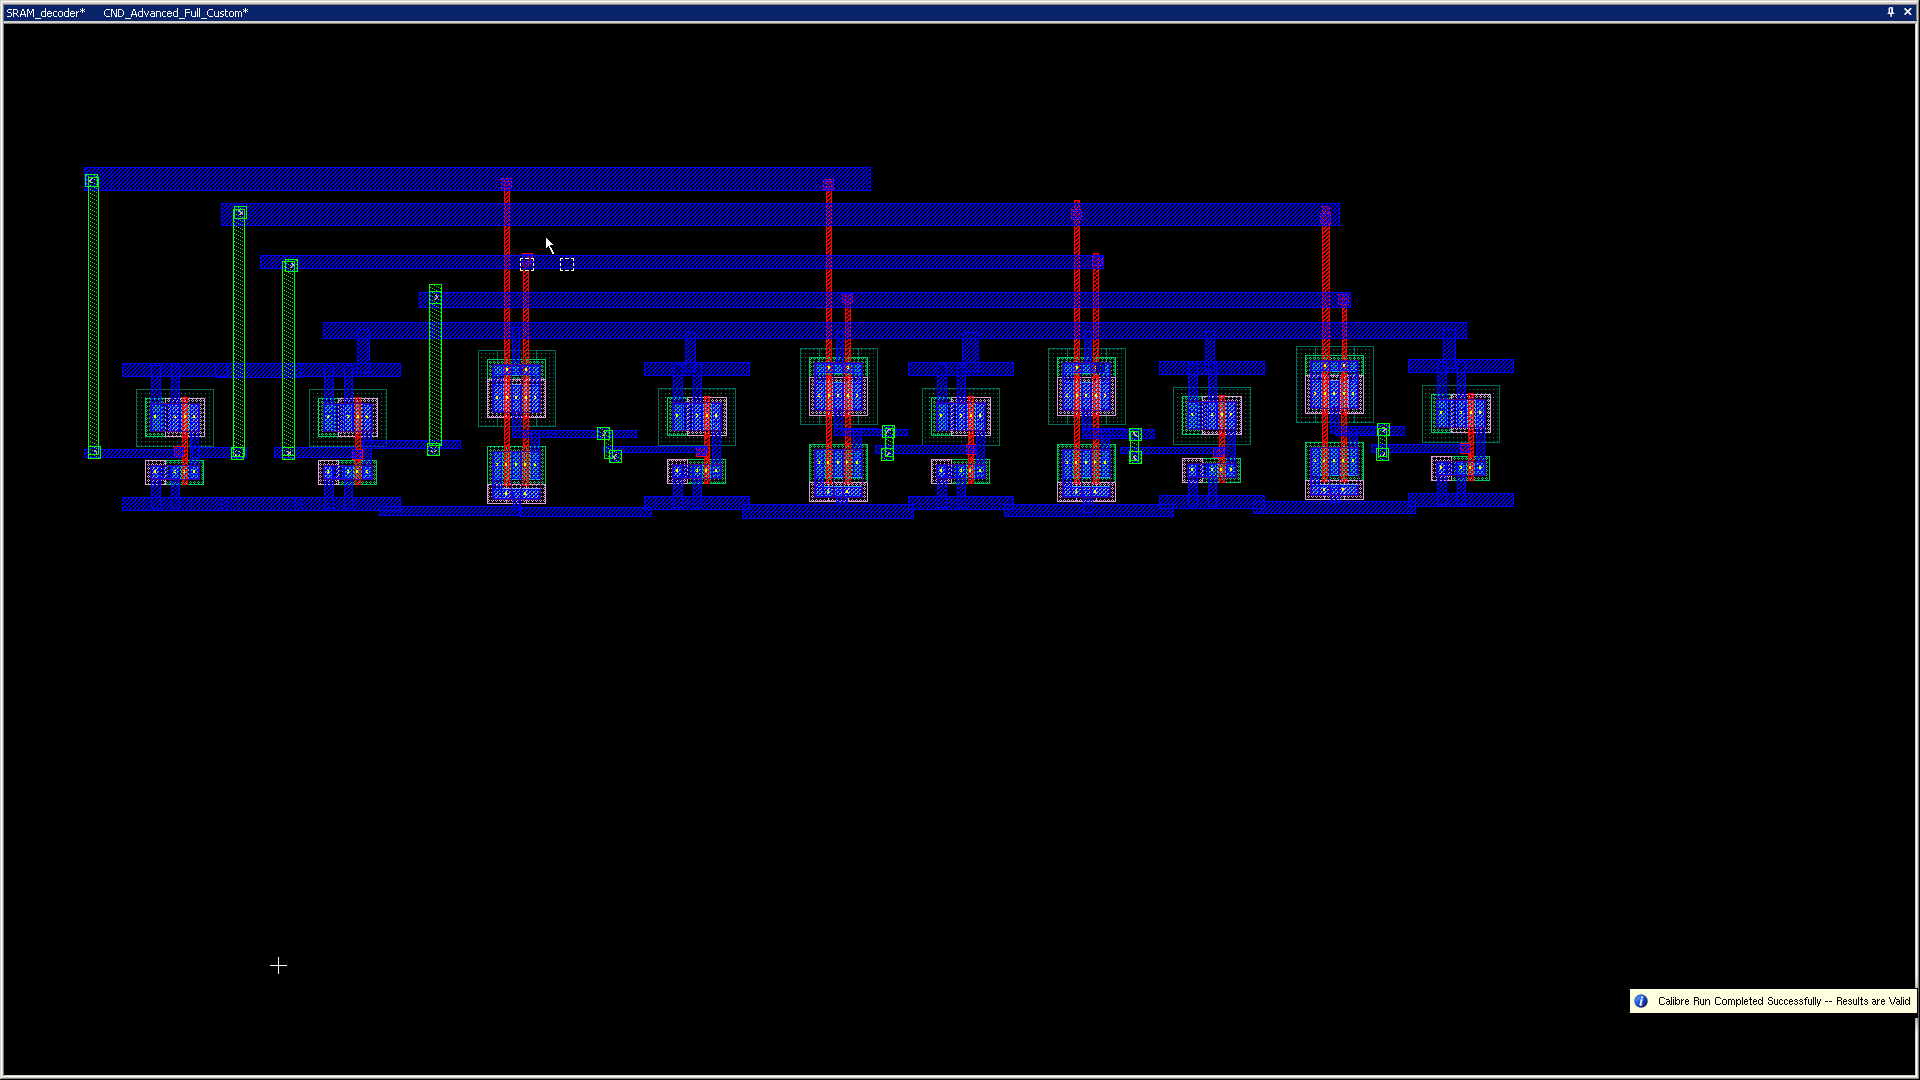 SRAM_decoder* CND_Advanced_Full_Custom*
Calibre Run Completed Successfully -- Results are Valid